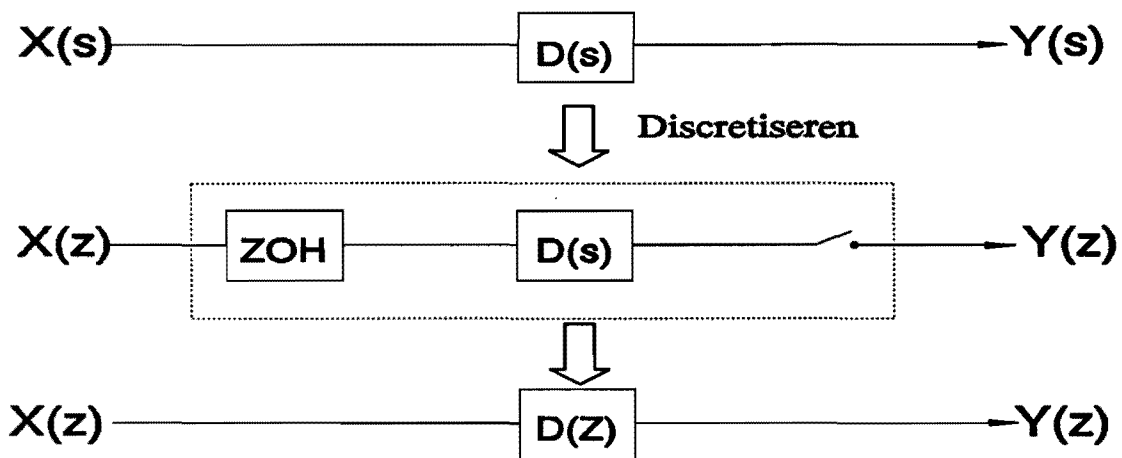 X(s) D(s) Y(s)
Discretiseren
X(z) ZOH D(s) Y(z)
X(z) D(Z) Y(z)